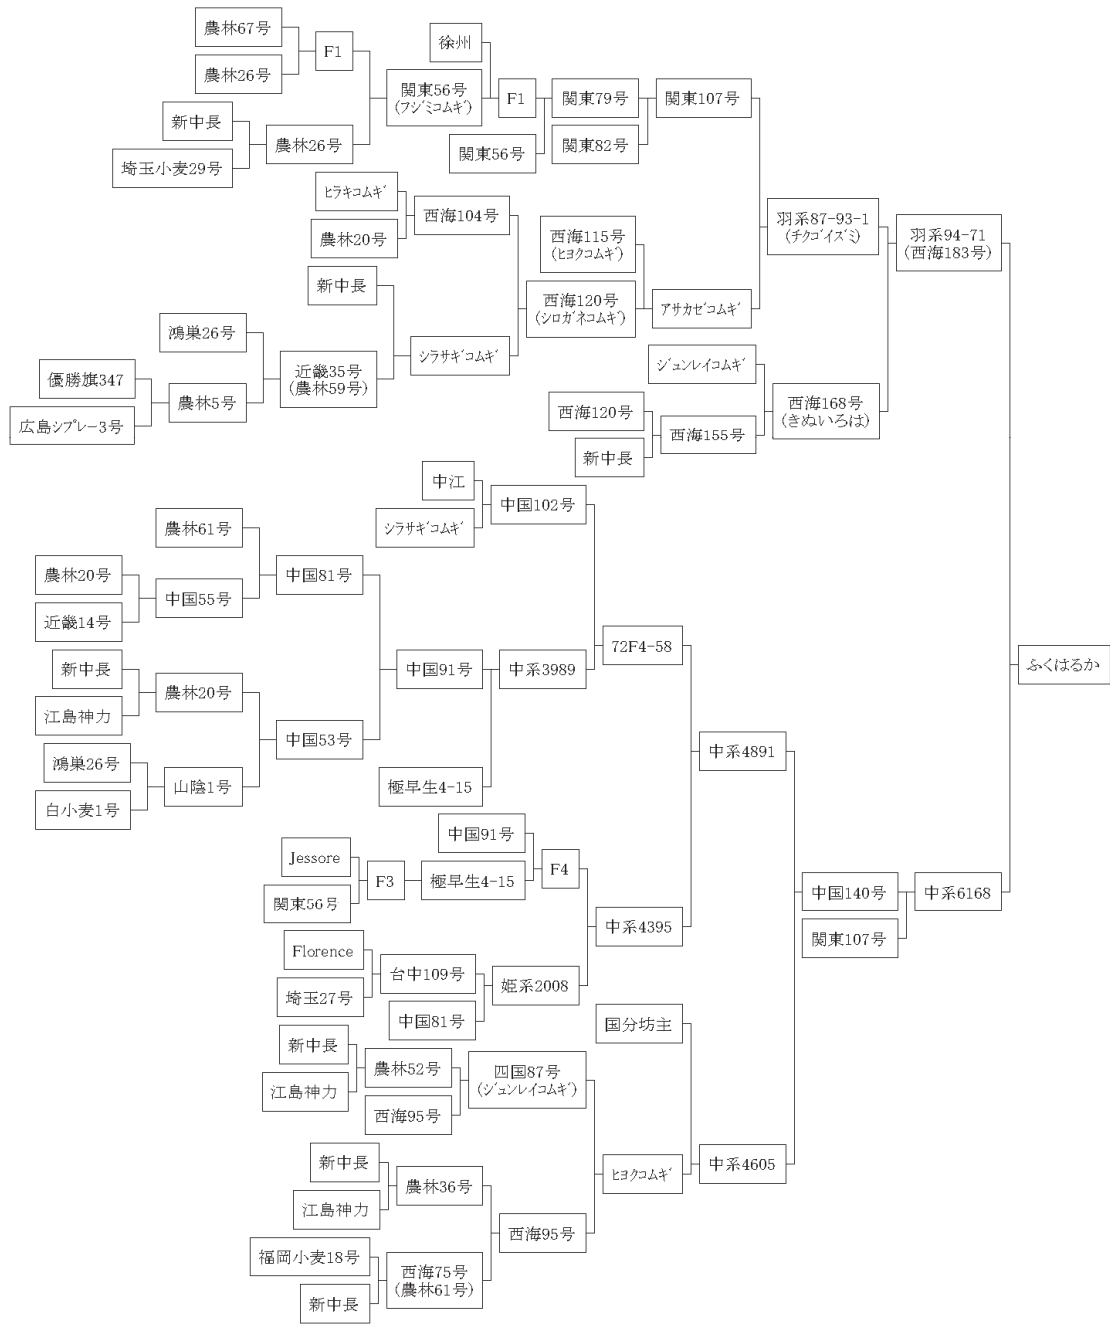 農林67号
F1
農林26号
徐州
関東56号
(フジミコムギ)
F1
関東79号
関東107号
新中長
農林26号
埼玉小麦29号
関東56号
関東82号
ヒラキコムギ
西海104号
農林20号
西海115号
(ヒヨクコムギ)
羽系87-93-1
(チクゴイズミ)
羽系94-71
(西海183号)
新中長
西海120号
(シロガネコムギ)
アサカゼコムギ
鴻巣26号
シラサギコムギ
ジュンレイコムギ
優勝旗347
近畿35号
(農林59号)
農林5号
広島シプレー3号
西海120号
西海168号
(きぬいろは)
西海155号
新中長
中江
中国102号
シラサギコムギ
農林61号
農林20号
中国81号
中国55号
近畿14号
72F4-58
新中長
中国91号
中系3989
ふくはるか
農林20号
江島神力
中国53号
中系4891
鴻巣26号
山陰1号
極早生4-15
白小麦1号
中国91号
Jessore
F4
F3
極早生4-15
関東56号
中国140号
中系6168
中系4395
関東107号
Florence
台中109号
姫系2008
埼玉27号
中国81号
国分坊主
新中長
農林52号
四国87号
(ジュンレイコムギ)
江島神力
西海95号
新中長
農林36号
ヒヨクコムギ
中系4605
江島神力
西海95号
福岡小麦18号
西海75号
(農林61号)
新中長